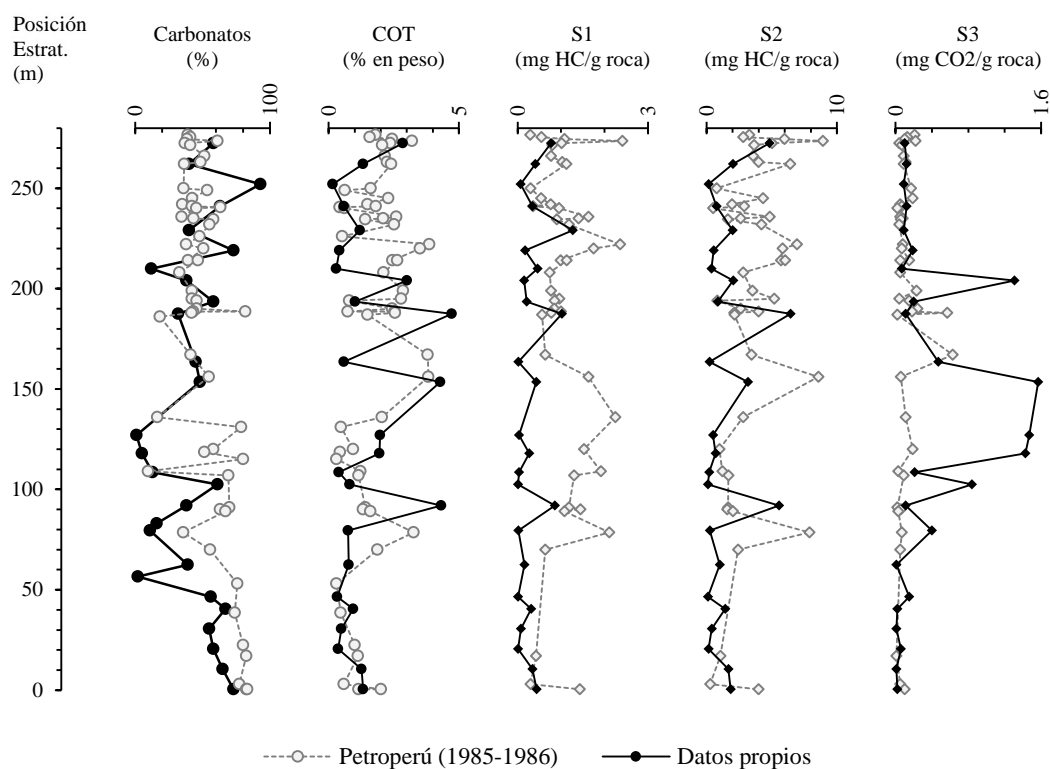 Posición
Estrat.
(m)
Carbonatos
(%)
COT
(% en peso)
S1
(mg HC/g roca)
S2
(mg HC/g roca)
S3
(mg CO2/g roca)
0 100
0 5
0 3
0 10
0 1.6
250
200
150
100
50
0
Petroperú (1985-1986)
Datos propios